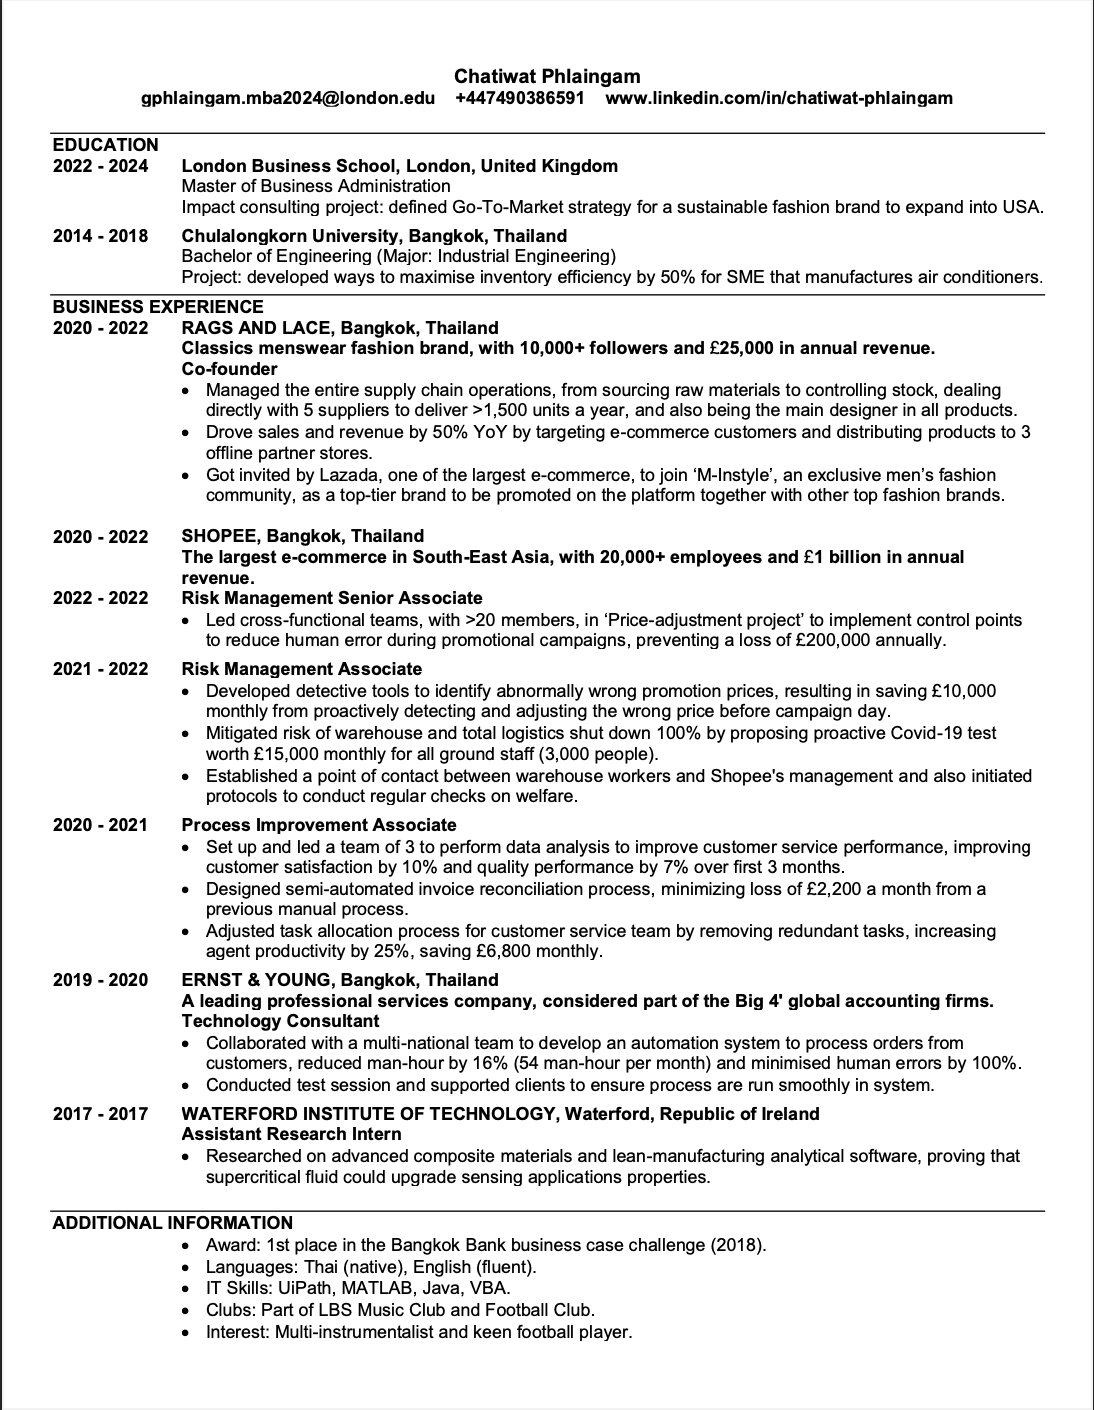 Chatiwat Phlaingam
gphlaingam.mba2024@london.edu +447490386591 www.linkedin.com/in/chatiwat-phlaingam
EDUCATION
2022 - 2024 London Business School, London, United Kingdom
Master of Business Administration
Impact consulting project: defined Go-To-Market strategy for a sustainable fashion brand to expand into USA.
2014 - 2018 Chulalongkorn University, Bangkok, Thailand
Bachelor of Engineering (Major: Industrial Engineering)
Project: developed ways to maximise inventory efficiency by 50% for SME that manufactures air conditioners.
BUSINESS EXPERIENCE
2020 - 2022 RAGS AND LACE, Bangkok, Thailand
Classics menswear fashion brand, with 10,000+ followers and £25,000 in annual revenue.
Co-founder
• Managed the entire supply chain operations, from sourcing raw materials to controlling stock, dealing
directly with 5 suppliers to deliver >1,500 units a year, and also being the main designer in all products.
• Drove sales and revenue by 50% YoY by targeting e-commerce customers and distributing products to 3
offline partner stores.
• Got invited by Lazada, one of the largest e-commerce, to join ‘M-Instyle’, an exclusive men’s fashion
community, as a top-tier brand to be promoted on the platform together with other top fashion brands.
2020 - 2022 SHOPEE, Bangkok, Thailand
The largest e-commerce in South-East Asia, with 20,000+ employees and £1 billion in annual
revenue.
2022 - 2022 Risk Management Senior Associate
• Led cross-functional teams, with >20 members, in ‘Price-adjustment project’ to implement control points
to reduce human error during promotional campaigns, preventing a loss of £200,000 annually.
2021 - 2022 Risk Management Associate
• Developed detective tools to identify abnormally wrong promotion prices, resulting in saving £10,000
monthly from proactively detecting and adjusting the wrong price before campaign day.
• Mitigated risk of warehouse and total logistics shut down 100% by proposing proactive Covid-19 test
worth £15,000 monthly for all ground staff (3,000 people).
• Established a point of contact between warehouse workers and Shopee's management and also initiated
protocols to conduct regular checks on welfare.
2020 - 2021 Process Improvement Associate
• Set up and led a team of 3 to perform data analysis to improve customer service performance, improving
customer satisfaction by 10% and quality performance by 7% over first 3 months.
• Designed semi-automated invoice reconciliation process, minimizing loss of £2,200 a month from a
previous manual process.
• Adjusted task allocation process for customer service team by removing redundant tasks, increasing
agent productivity by 25%, saving £6,800 monthly.
2019 - 2020 ERNST & YOUNG, Bangkok, Thailand
A leading professional services company, considered part of the Big 4' global accounting firms.
Technology Consultant
• Collaborated with a multi-national team to develop an automation system to process orders from
customers, reduced man-hour by 16% (54 man-hour per month) and minimised human errors by 100%.
• Conducted test session and supported clients to ensure process are run smoothly in system.
2017 - 2017 WATERFORD INSTITUTE OF TECHNOLOGY, Waterford, Republic of Ireland
Assistant Research Intern
• Researched on advanced composite materials and lean-manufacturing analytical software, proving that
supercritical fluid could upgrade sensing applications properties.
ADDITIONAL INFORMATION
• Award: 1st place in the Bangkok Bank business case challenge (2018).
• Languages: Thai (native), English (fluent).
• IT Skills: UiPath, MATLAB, Java, VBA.
• Clubs: Part of LBS Music Club and Football Club.
• Interest: Multi-instrumentalist and keen football player.